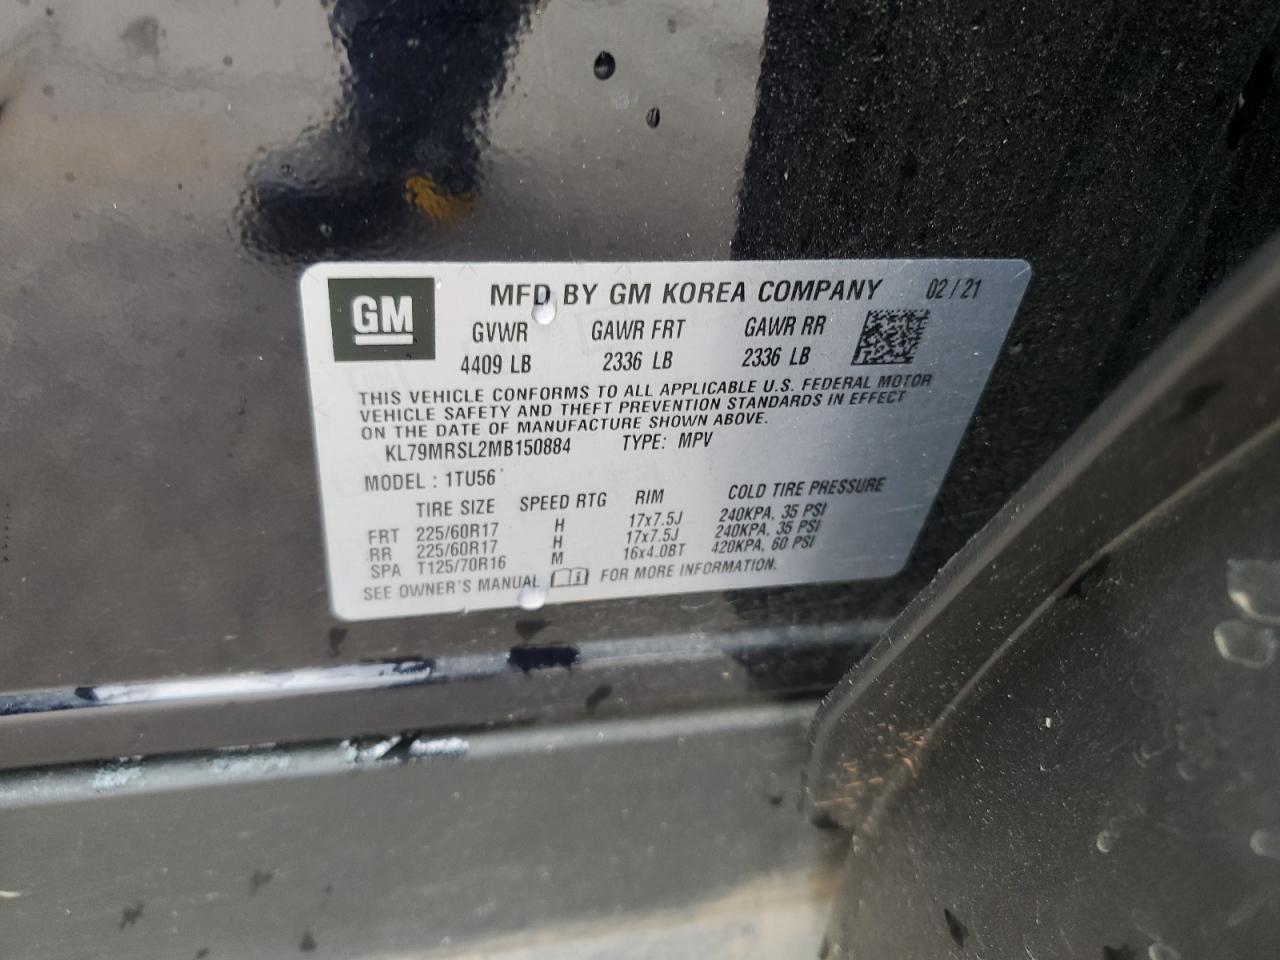 GM
MFD BY GM KOREA COMPANY 02/21
GVWR GAWR FRT GAWR RR
4409 LB 2336 LB 2336 LB
THIS VEHICLE CONFORMS TO ALL APPLICABLE U.S. FEDERAL MOTOR
VEHICLE SAFETY AND THEFT PREVENTION STANDARDS IN EFFECT
ON THE DATE OF MANUFACTURE SHOWN ABOVE.
KL79MRSL2MB150884 TYPE: MPV
MODEL: 1TU56
TIRE SIZE SPEED RTG RIM COLD TIRE PRESSURE
FRT 225/60R17 H 17x7.5J 240KPA, 35 PSI
RR 225/60R17 H 17x7.5J 240KPA, 35 PSI
SPA T125/70R16 M 16x4.0BT 420KPA, 60 PSI
SEE OWNER'S MANUAL FOR MORE INFORMATION.